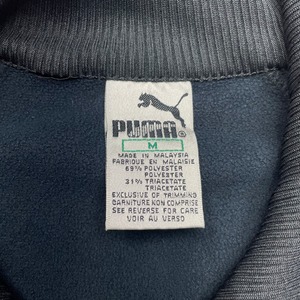 PUMA
M
MADE IN MALAYSIA
FABRIQUE EN MALAISIE
69% POLYESTER
POLYESTER
31% TRIACETATE
TRIACETATE
EXCLUSIVE OF TRIMMING
GARNITURE NON COMPRISE
SEE REVERSE FOR CARE
VOIR AU VERSO